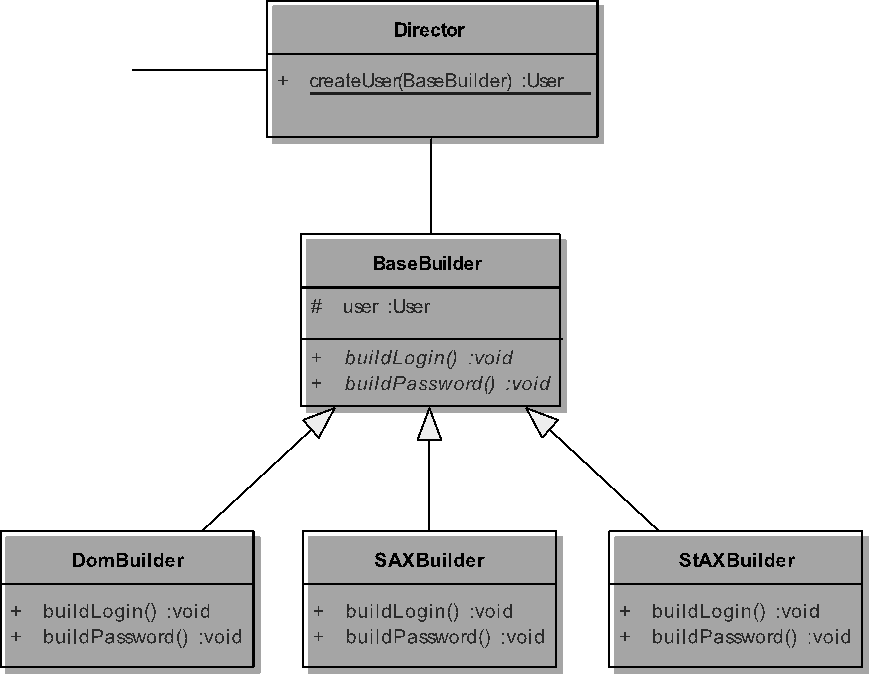 Director
+ createUser(BaseBuilder) :User
BaseBuilder
# user :User
+ buildLogin() :void
+ buildPassword() :void
DomBuilder
+ buildLogin() :void
+ buildPassword() :void
SAXBuilder
+ buildLogin() :void
+ buildPassword() :void
StAXBuilder
+ buildLogin() :void
+ buildPassword() :void